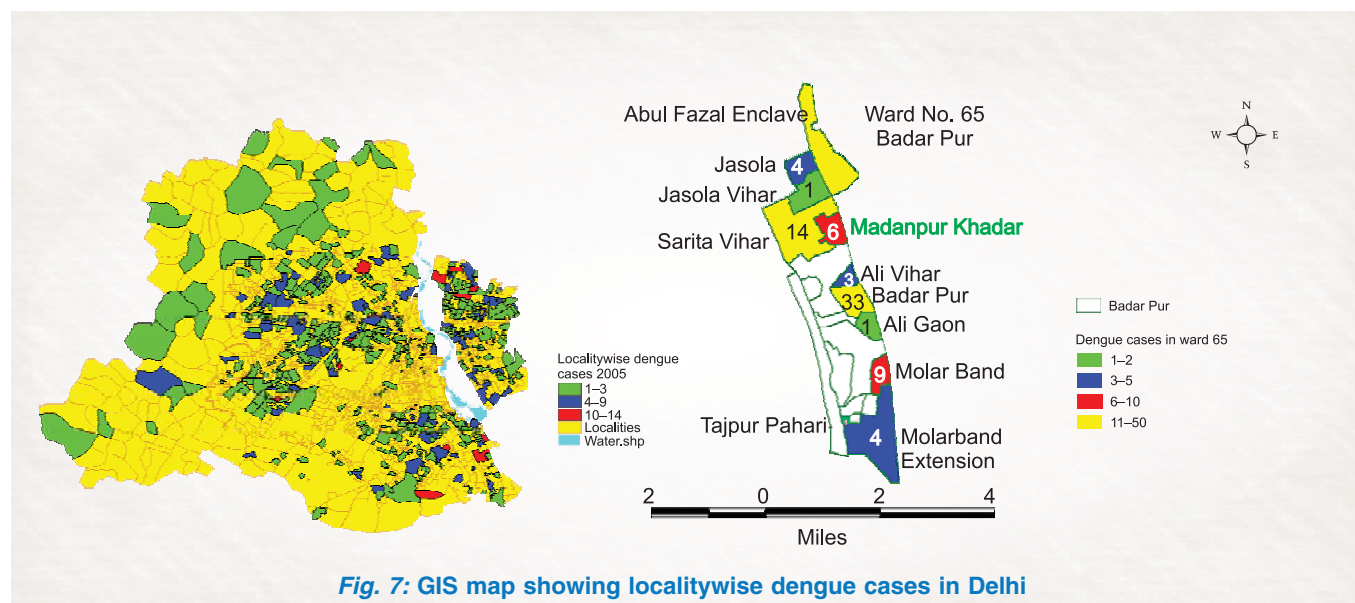 Abul Fazal Enclave
Ward No. 65
Badar Pur
Jasola
4
Jasola Vihar
1
Sarita Vihar
14
6
Madanpur Khadar
3
Ali Vihar
33
Badar Pur
1
Ali Gaon
9
Molar Band
Tajpur Pahari
4
Molarband
Extension
N
W
E
S
Localitywise dengue
cases 2005
1–3
4–9
10–14
Localities
Water.shp
Badar Pur
Dengue cases in ward 65
1–2
3–5
6–10
11–50
2 0 2 4
Miles
Fig. 7: GIS map showing localitywise dengue cases in Delhi